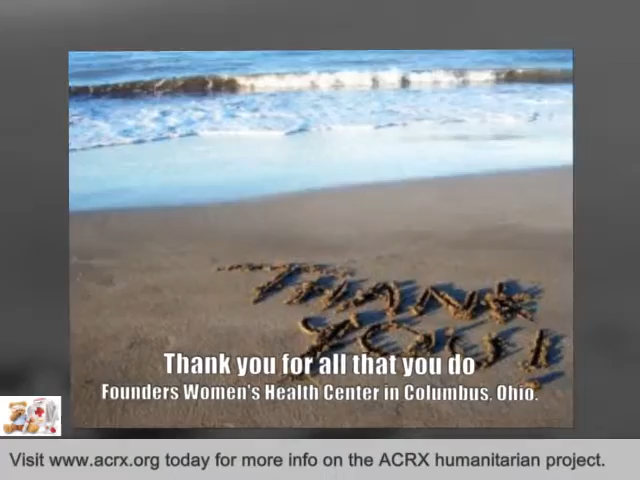 THANK
YOU!
Thank you for all that you do
Founders Women's Health Center in Columbus, Ohio.
Visit www.acrx.org today for more info on the ACRX humanitarian project.